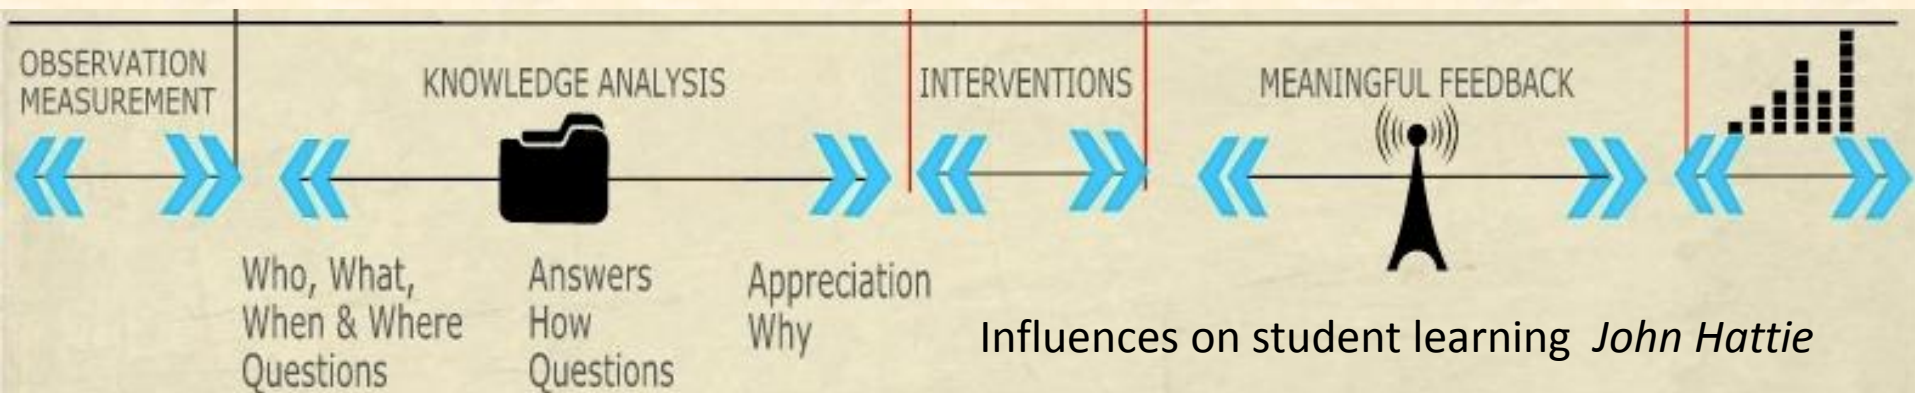 OBSERVATION
MEASUREMENT
KNOWLEDGE ANALYSIS
INTERVENTIONS
MEANINGFUL FEEDBACK
Who, What,
When & Where
Questions
Answers
How
Questions
Appreciation
Why
Influences on student learning John Hattie